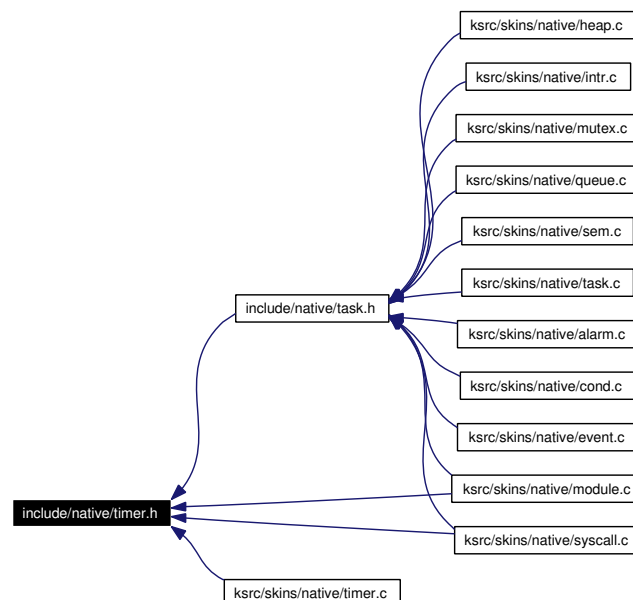 ksrc/skins/native/heap.c
ksrc/skins/native/intr.c
ksrc/skins/native/mutex.c
ksrc/skins/native/queue.c
ksrc/skins/native/sem.c
ksrc/skins/native/task.c
include/native/task.h
ksrc/skins/native/alarm.c
ksrc/skins/native/cond.c
ksrc/skins/native/event.c
ksrc/skins/native/module.c
include/native/timer.h
ksrc/skins/native/syscall.c
ksrc/skins/native/timer.c